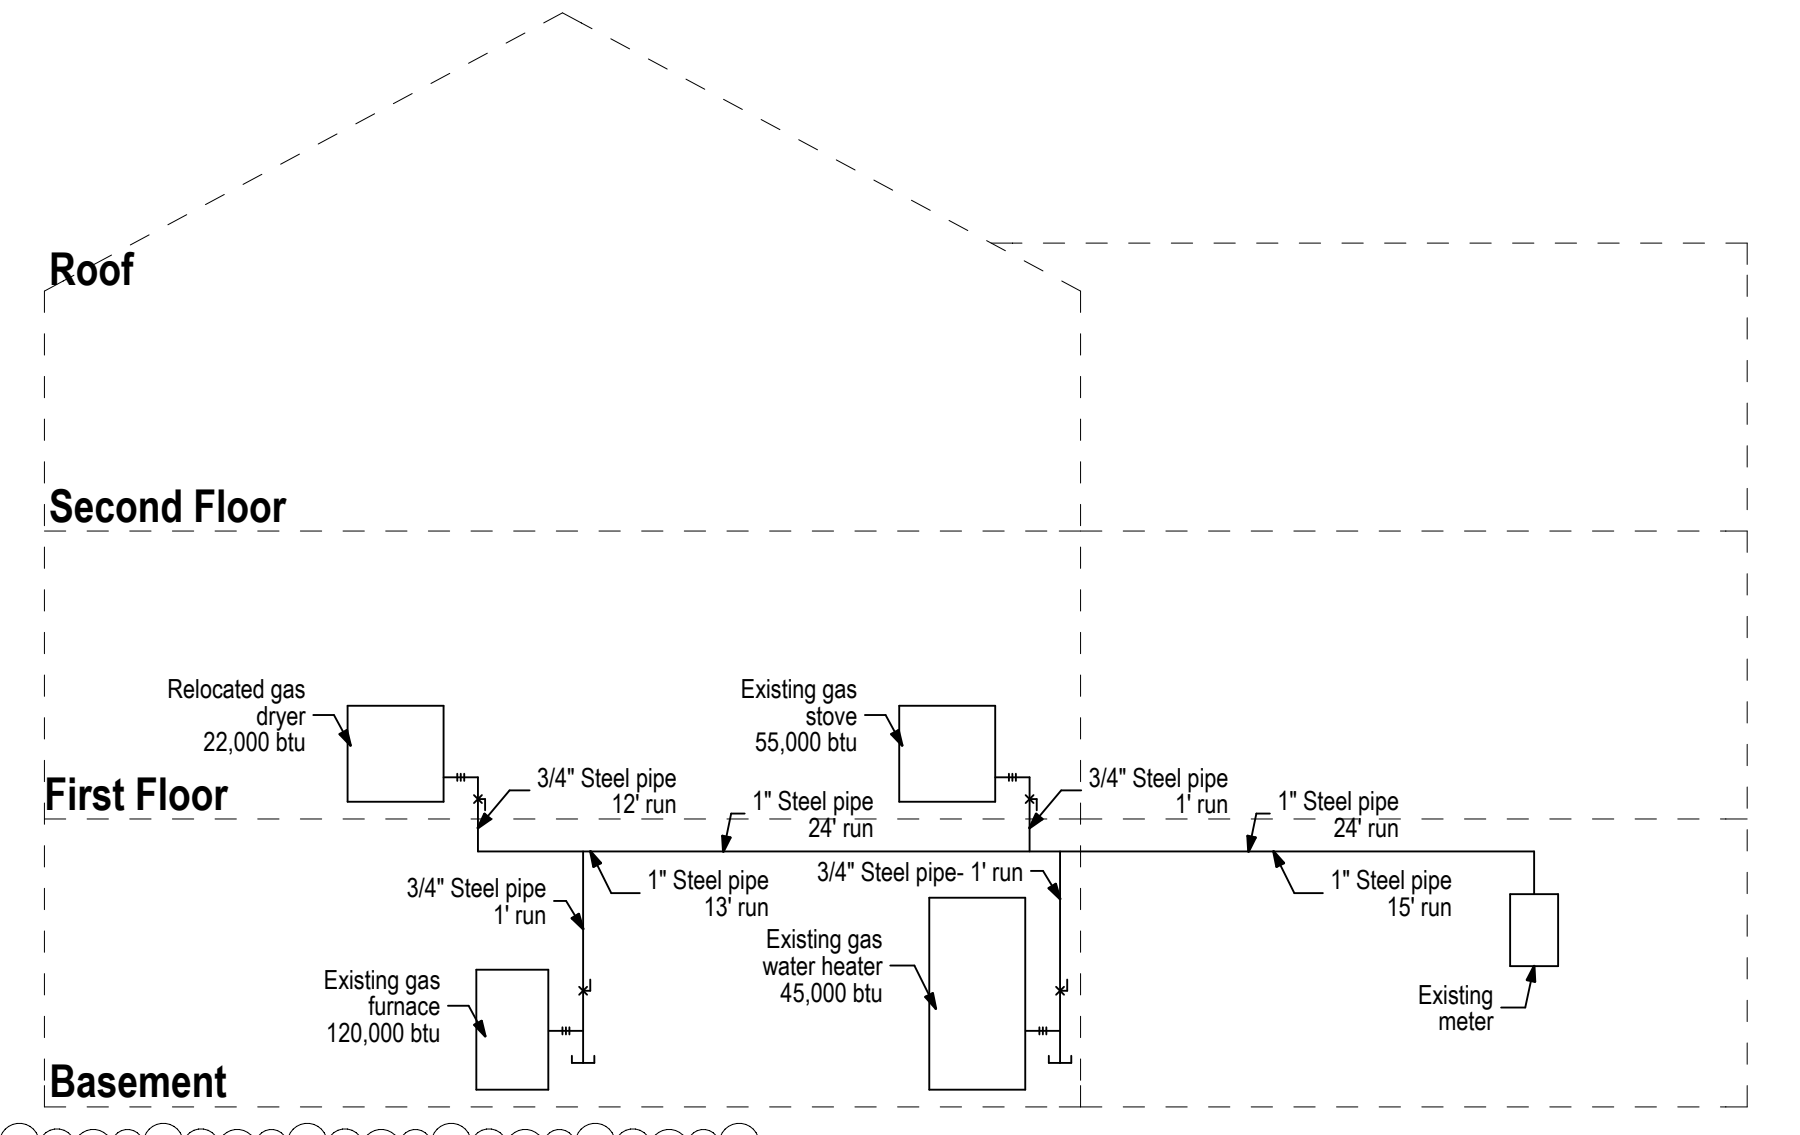 Roof
Second Floor
Relocated gas
dryer
22,000 btu
Existing gas
stove
55,000 btu
First Floor
3/4" Steel pipe
12' run
1" Steel pipe
24' run
3/4" Steel pipe
1' run
1" Steel pipe
24' run
3/4" Steel pipe
1' run
1" Steel pipe
13' run
3/4" Steel pipe- 1' run
1" Steel pipe
15' run
Existing gas
furnace
120,000 btu
Existing gas
water heater
45,000 btu
Existing
meter
Basement